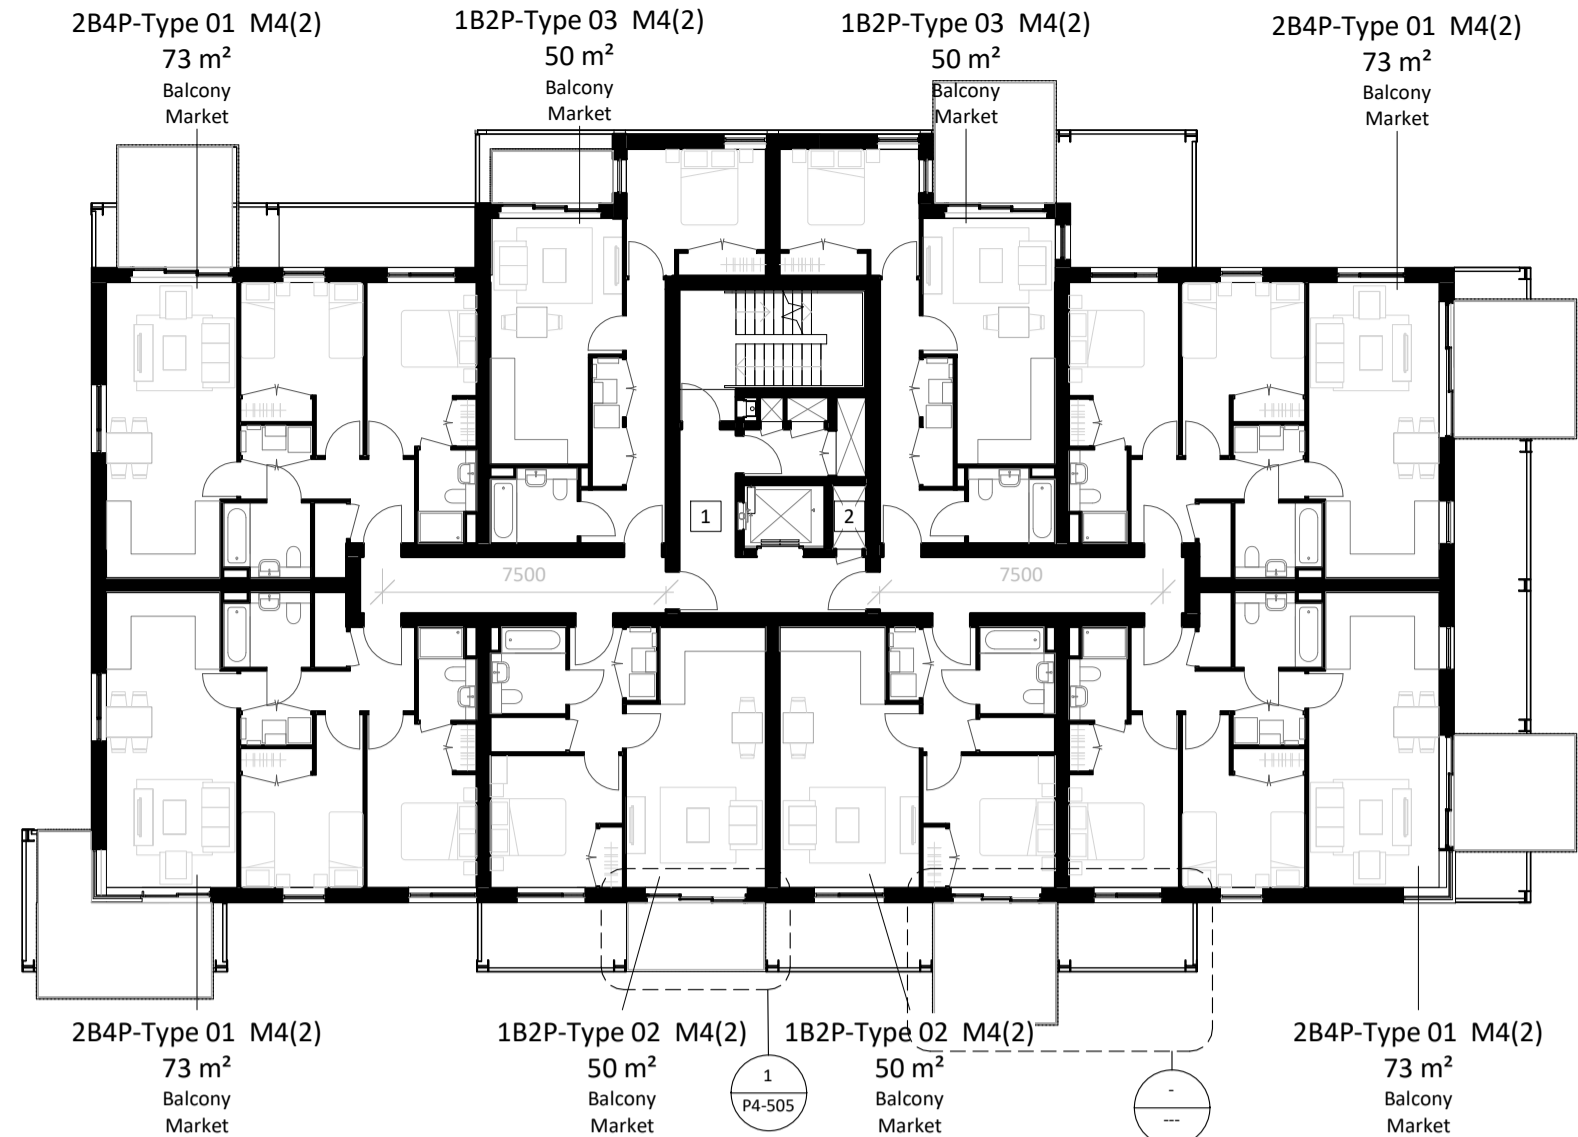 2B4P-Type 01 M4(2)
73 m²
Balcony
Market
1B2P-Type 03 M4(2)
50 m²
Balcony
Market
1B2P-Type 03 M4(2)
50 m²
Balcony
Market
2B4P-Type 01 M4(2)
73 m²
Balcony
Market
1
2
7500
7500
2B4P-Type 01 M4(2)
73 m²
Balcony
Market
1B2P-Type 02 M4(2)
50 m²
Balcony
Market
1
P4-505
1B2P-Type 02 M4(2)
50 m²
Balcony
Market
-
---
2B4P-Type 01 M4(2)
73 m²
Balcony
Market